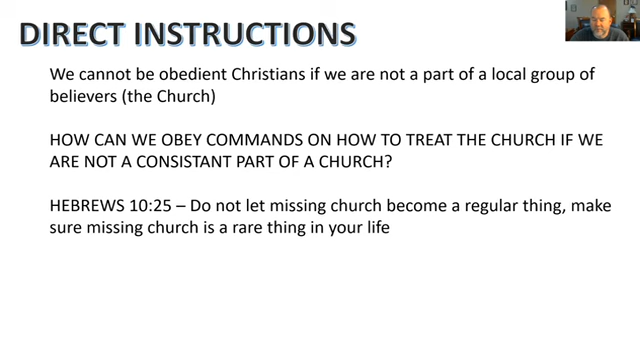 DIRECT INSTRUCTIONS
We cannot be obedient Christians if we are not a part of a local group of
believers (the Church)
HOW CAN WE OBEY COMMANDS ON HOW TO TREAT THE CHURCH IF WE
ARE NOT A CONSISTANT PART OF A CHURCH?
HEBREWS 10:25 – Do not let missing church become a regular thing, make
sure missing church is a rare thing in your life